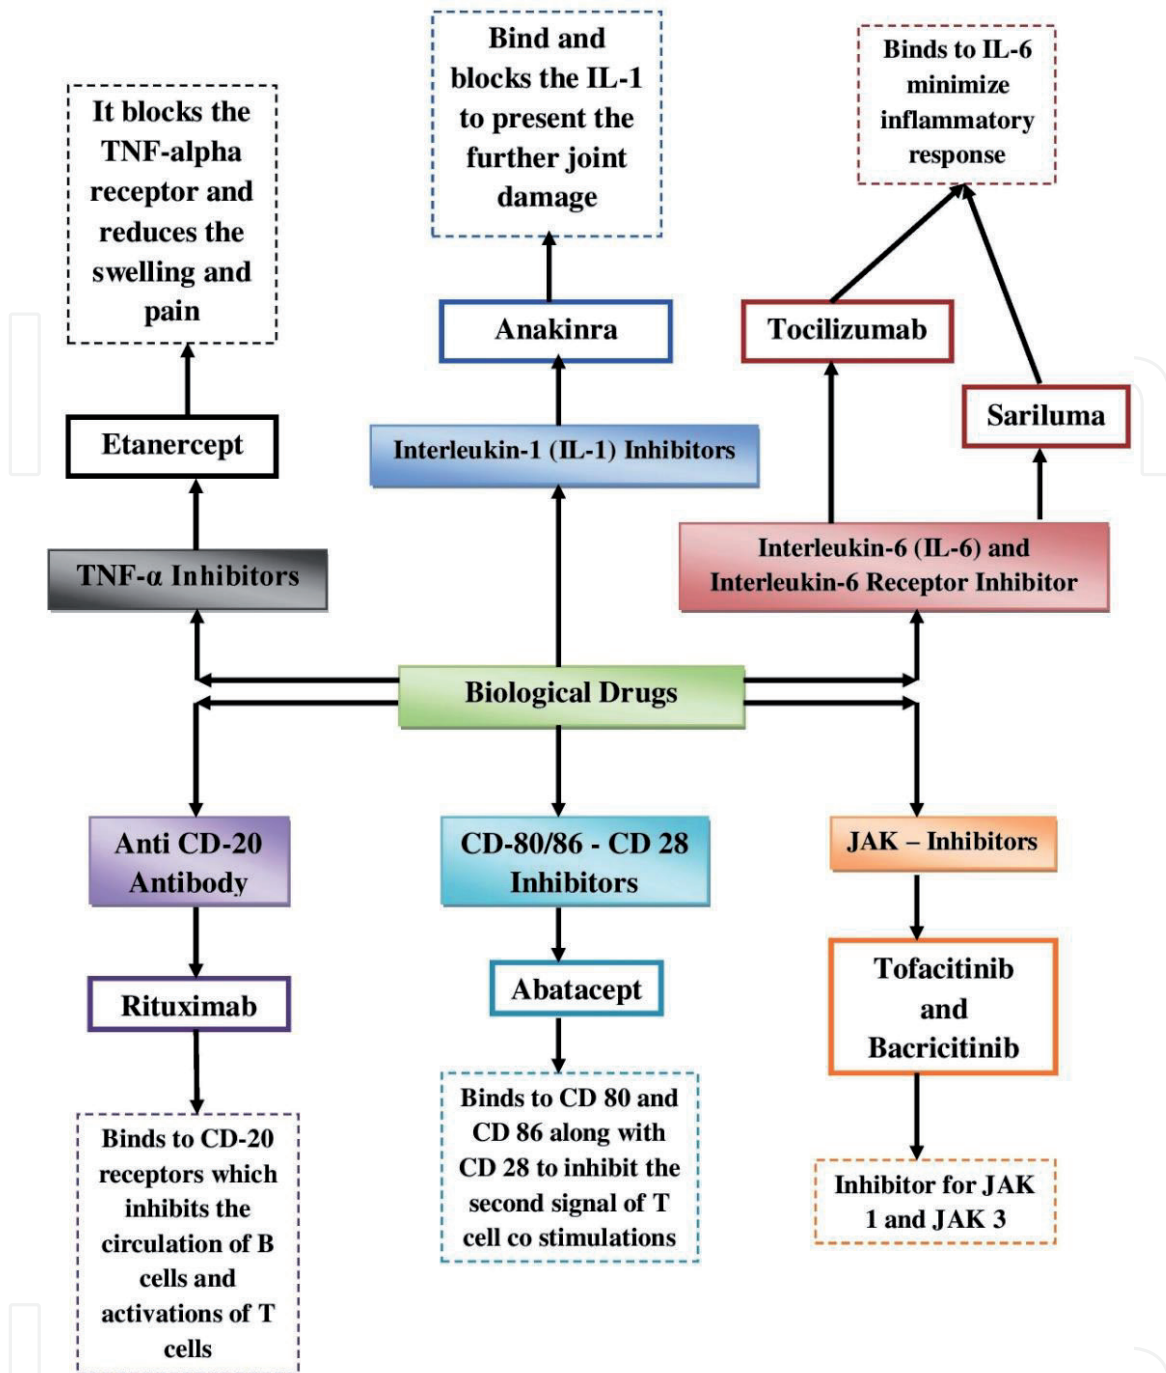 It blocks the
TNF-alpha
receptor and
reduces the
swelling and
pain
Bind and
blocks the IL-1
to present the
further joint
damage
Binds to IL-6
minimize
inflammatory
response
Etanercept
Anakinra
Tocilizumab
Sariluma
TNF-α Inhibitors
Interleukin-1 (IL-1) Inhibitors
Interleukin-6 (IL-6) and
Interleukin-6 Receptor Inhibitor
Biological Drugs
Anti CD-20
Antibody
CD-80/86 - CD 28
Inhibitors
JAK – Inhibitors
Rituximab
Abatacept
Tofacitinib
and
Bacricitinib
Binds to CD-20
receptors which
inhibits the
circulation of B
cells and
activations of T
cells
Binds to CD 80 and
CD 86 along with
CD 28 to inhibit the
second signal of T
cell co stimulations
Inhibitor for JAK
1 and JAK 3